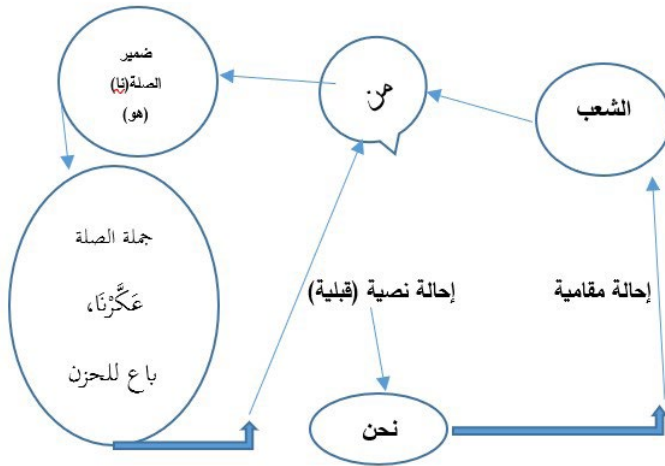 الشعب
من
ضمير
الصلة(نا)
(هو)
جملة الصلة
عَكَّرْنَا،
باع للحزن
إحالة نصية (قبلية)
إحالة مقامية
نحن